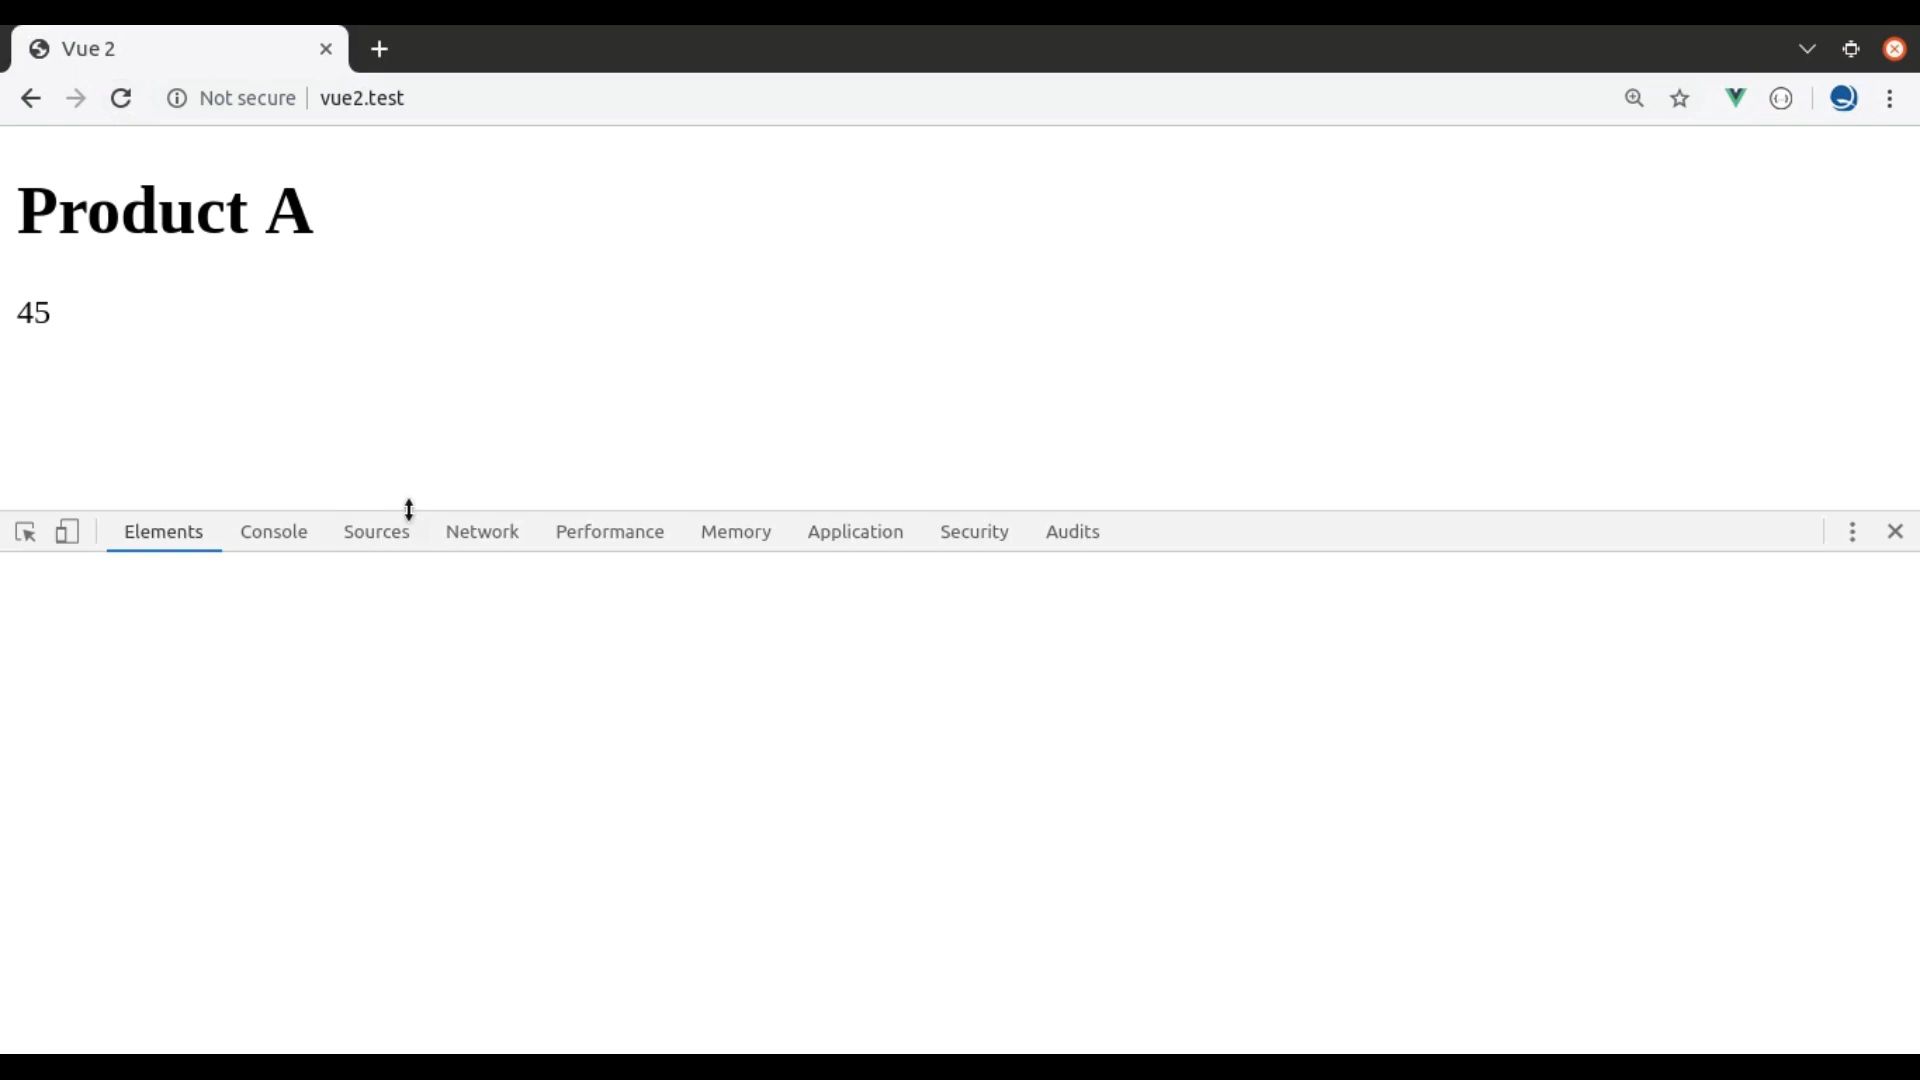 Vue 2
Not secure vue2.test
Product A
45
Elements Console Sources Network Performance Memory Application Security Audits